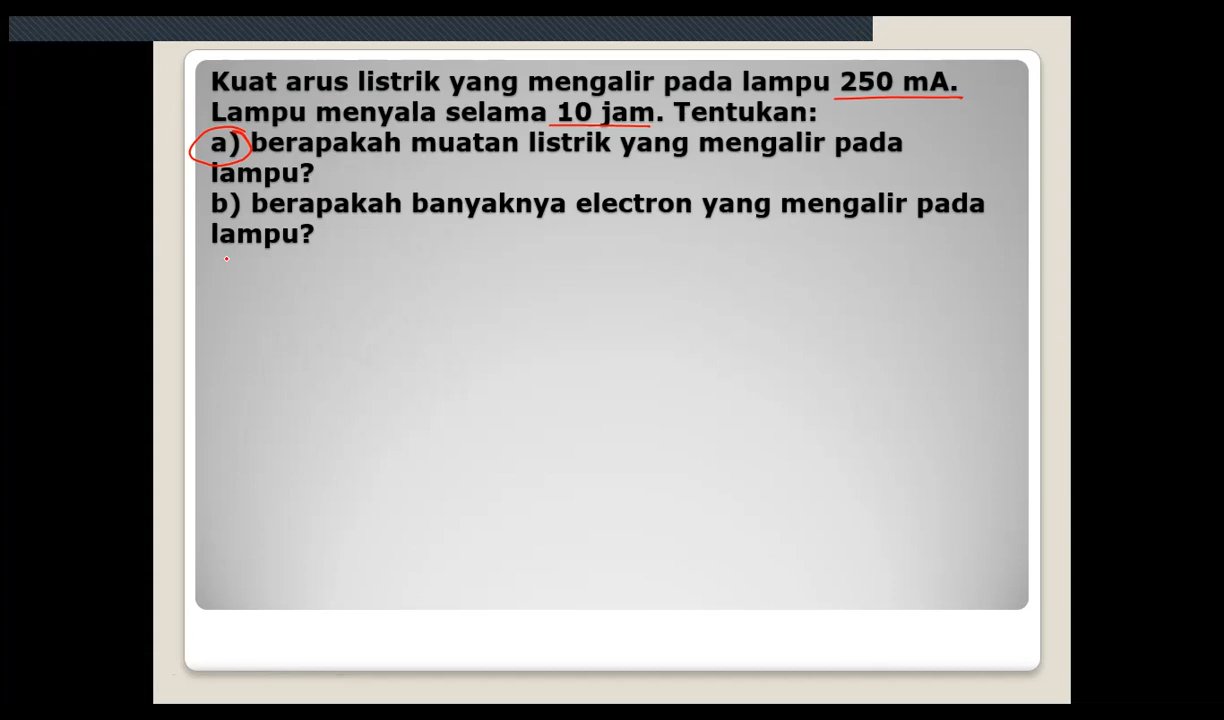 Kuat arus listrik yang mengalir pada lampu 250 mA.
Lampu menyala selama 10 jam. Tentukan:
a) berapakah muatan listrik yang mengalir pada
lampu?
b) berapakah banyaknya electron yang mengalir pada
lampu?